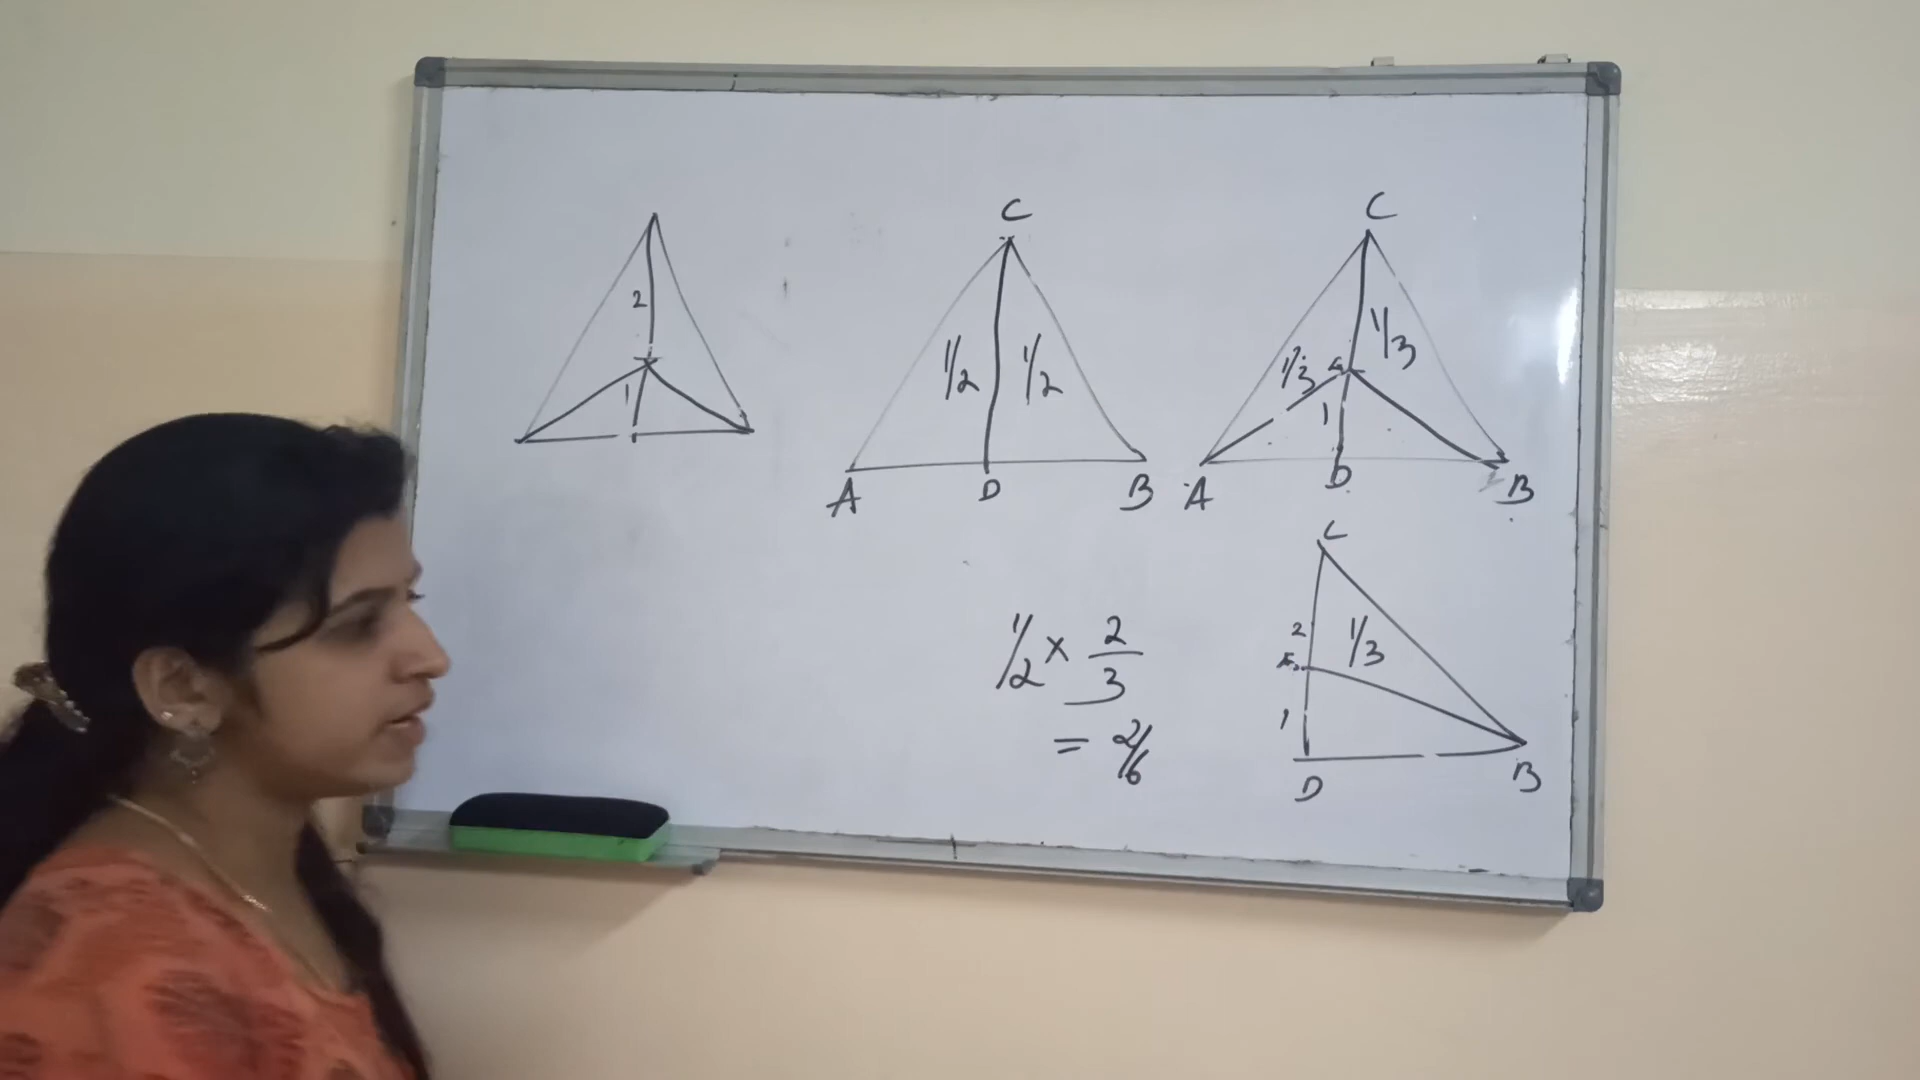 2
1
C
1/2 1/2
A D B
C
1/3 G 1/3
1
A D B
1/2 × 2/3
= 2/6
C
2
1/3
1
D B